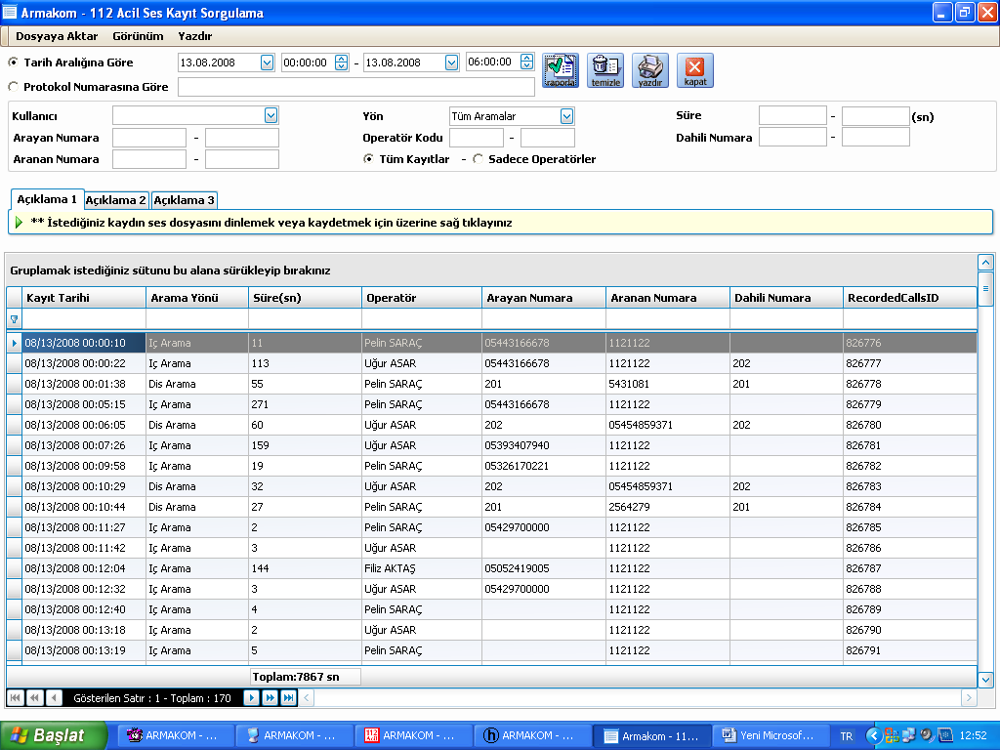 Armakom - 112 Acil Ses Kayıt Sorgulama
Dosyaya Aktar Görünüm Yazdır
Tarih Aralığına Göre 13.08.2008 00:00:00 - 13.08.2008 06:00:00
raporla temizle yazdır kapat
Protokol Numarasına Göre
Kullanıcı Yön Tüm Aramalar Süre - (sn)
Arayan Numara - Operatör Kodu - Dahili Numara -
Aranan Numara - Tüm Kayıtlar - Sadece Operatörler
Açıklama 1 Açıklama 2 Açıklama 3
** İstediğiniz kaydın ses dosyasını dinlemek veya kaydetmek için üzerine sağ tıklayınız
Gruplamak istediğiniz sütunu bu alana sürükleyip bırakınız
Kayıt Tarihi Arama Yönü Süre(sn) Operatör Arayan Numara Aranan Numara Dahili Numara RecordedCallsID
08/13/2008 00:00:10 Iç Arama 11 Pelin SARAÇ 05443166678 1121122 826776
08/13/2008 00:00:22 Iç Arama 113 Uğur ASAR 05443166678 1121122 202 826777
08/13/2008 00:01:38 Dis Arama 55 Pelin SARAÇ 201 5431081 201 826778
08/13/2008 00:05:15 Iç Arama 271 Pelin SARAÇ 05443166678 1121122 826779
08/13/2008 00:06:05 Dis Arama 60 Uğur ASAR 202 05454859371 202 826780
08/13/2008 00:07:26 Iç Arama 159 Uğur ASAR 05393407940 1121122 826781
08/13/2008 00:09:58 Iç Arama 19 Pelin SARAÇ 05326170221 1121122 826782
08/13/2008 00:10:29 Dis Arama 32 Uğur ASAR 202 05454859371 202 826783
08/13/2008 00:10:44 Dis Arama 27 Pelin SARAÇ 201 2564279 201 826784
08/13/2008 00:11:27 Iç Arama 2 Pelin SARAÇ 05429700000 1121122 826785
08/13/2008 00:11:42 Iç Arama 3 Uğur ASAR 1121122 826786
08/13/2008 00:12:04 Iç Arama 144 Filiz AKTAŞ 05052419005 1121122 826787
08/13/2008 00:12:32 Iç Arama 3 Uğur ASAR 05429700000 1121122 826788
08/13/2008 00:12:40 Iç Arama 4 Pelin SARAÇ 1121122 826789
08/13/2008 00:13:18 Iç Arama 2 Uğur ASAR 1121122 826790
08/13/2008 00:13:19 Iç Arama 5 Pelin SARAÇ 1121122 826791
Toplam:7867 sn
Gösterilen Satır : 1 - Toplam : 170
Başlat ARMAKOM - ... ARMAKOM - ... 112 ARMAKOM - ... h ARMAKOM - ... Armakom - 11... Yeni Microsof... TR 12:52